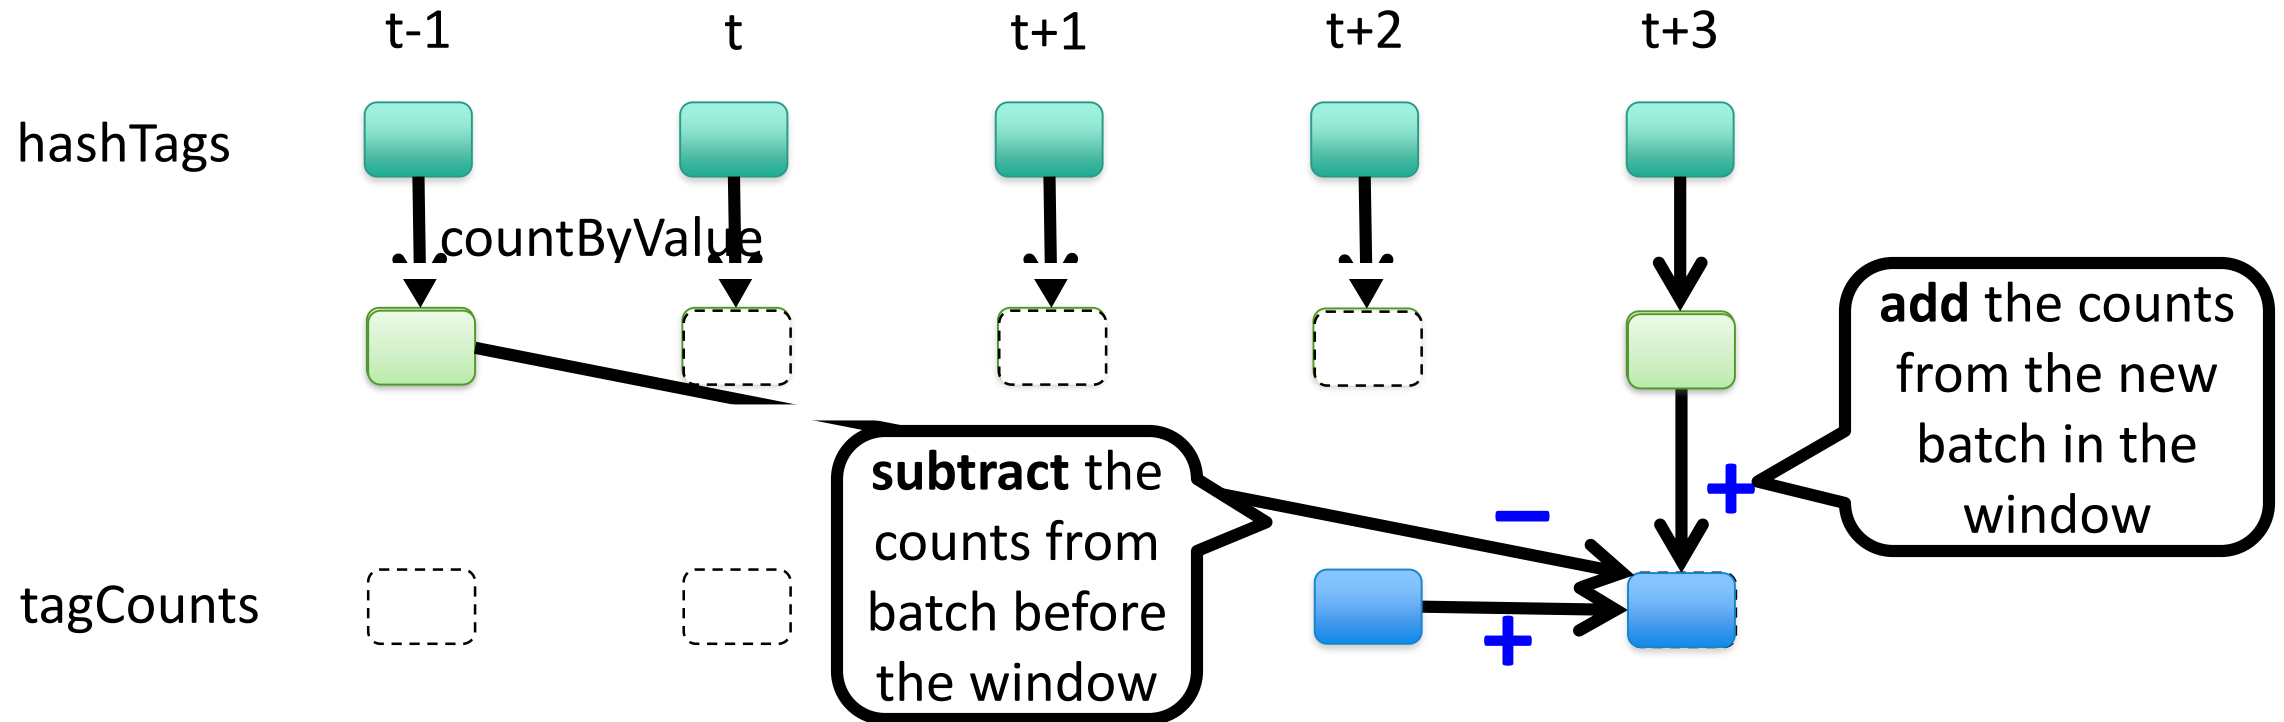 t-1 t t+1 t+2 t+3
hashTags
countByValue
add the counts
from the new
batch in the
window
+
subtract the
counts from
batch before
the window
−
tagCounts
+